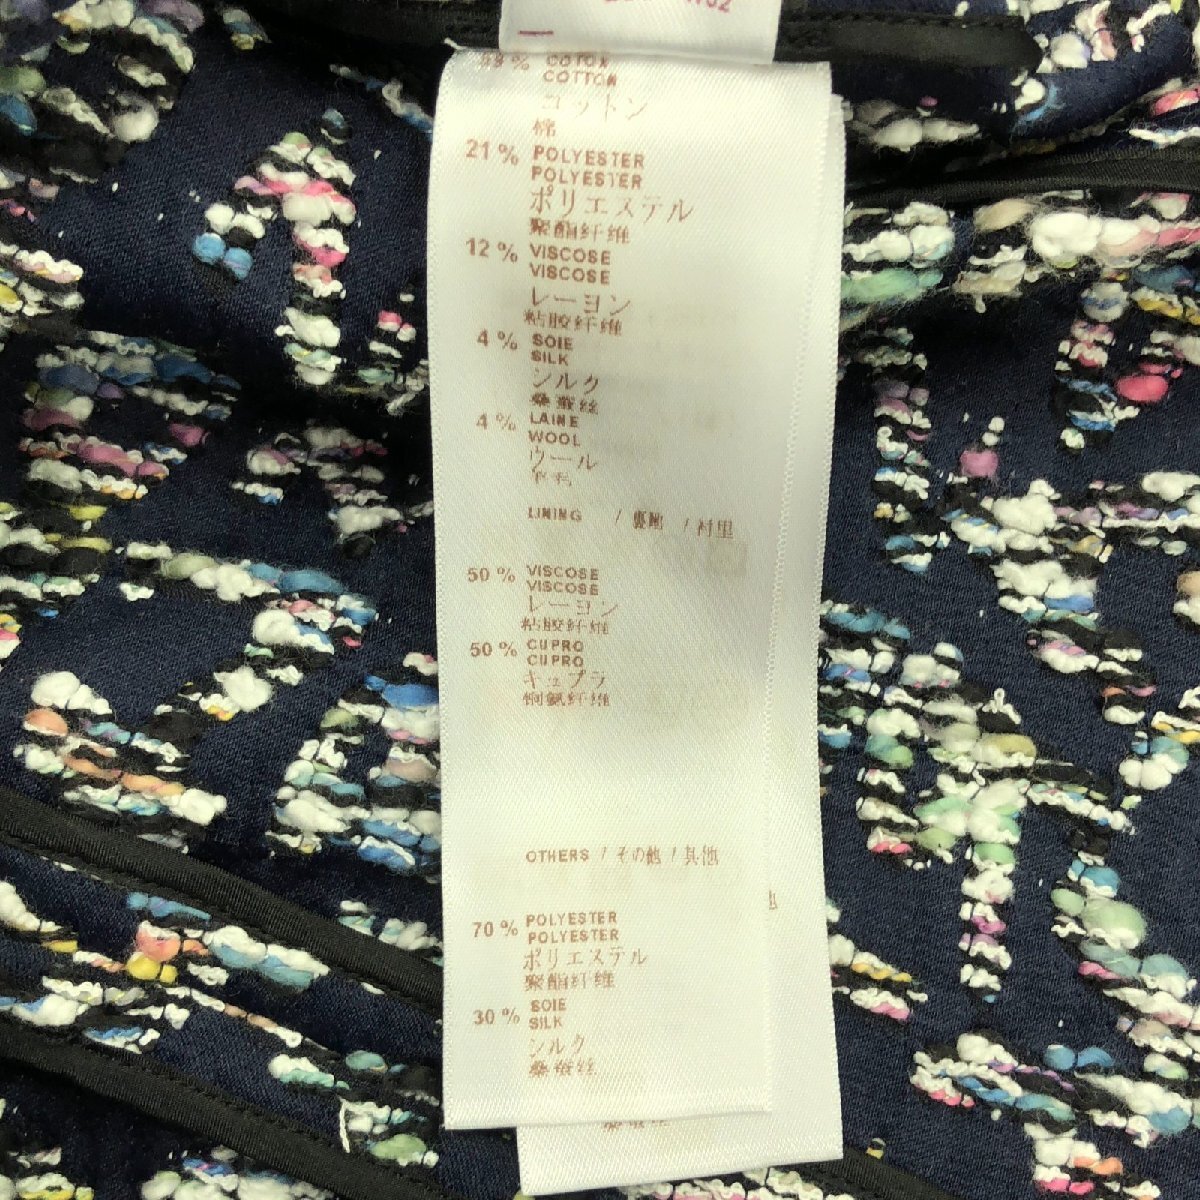 COTON
COTTON
コットン
棉
21 % POLYESTER
POLYESTER
ポリエステル
聚酯纤维
12 % VISCOSE
VISCOSE
レーヨン
粘胶纤维
4 % SOIE
SILK
シルク
桑蚕丝
4 % LAINE
WOOL
ウール
羊毛
LINING / 裏地 / 衬里
50 % VISCOSE
VISCOSE
レーヨン
粘胶纤维
50 % CUPRO
CUPRO
キュプラ
铜氨纤维
OTHERS / その他 / 其他
70 % POLYESTER
POLYESTER
ポリエステル
聚酯纤维
30 % SOIE
SILK
シルク
桑蚕丝